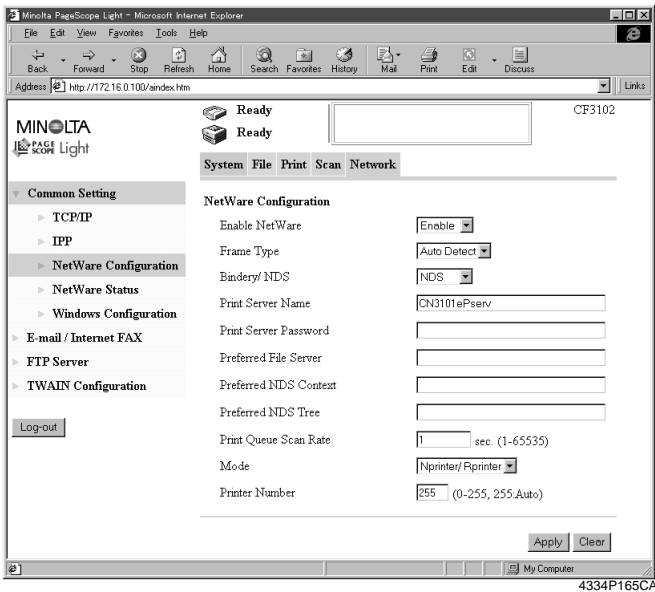 Minolta PageScope Light - Microsoft Internet Explorer
File Edit View Favorites Tools Help
Back Forward Stop Refresh Home Search Favorites History Mail Print Edit Discuss
Address http://172.16.0.100/aindex.htm Links
MINOLTA
PAGE SCOPE Light
Ready
Ready
CF3102
System File Print Scan Network
Common Setting
TCP/IP
IPP
NetWare Configuration
NetWare Status
Windows Configuration
E-mail / Internet FAX
FTP Server
TWAIN Configuration
Log-out
NetWare Configuration
Enable NetWare Enable
Frame Type Auto Detect
Bindery/ NDS NDS
Print Server Name CN3101ePserv
Print Server Password
Preferred File Server
Preferred NDS Context
Preferred NDS Tree
Print Queue Scan Rate 1 sec. (1-65535)
Mode Nprinter/ Rprinter
Printer Number 255 (0-255, 255:Auto)
Apply Clear
My Computer
4334P165CA